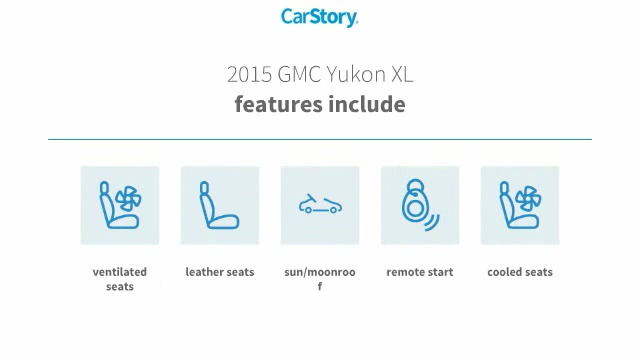 CarStory.
2015 GMC Yukon XL
features include
ventilated
seats
leather seats
sun/moonroo
f
remote start
cooled seats